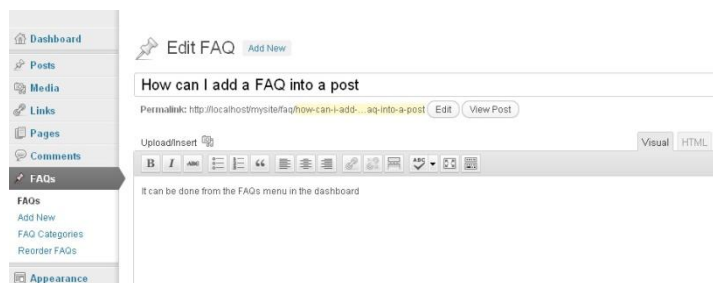 Dashboard
Posts
Media
Links
Pages
Comments
FAQs
FAQs
Add New
FAQ Categories
Reorder FAQs
Appearance
Edit FAQ Add New
How can I add a FAQ into a post
Permalink: http://localhost/mysite/faq/how-can-i-add-...aq-into-a-post Edit View Post
Upload/Insert Visual HTML
B I ABC ABC
It can be done from the FAQs menu in the dashboard